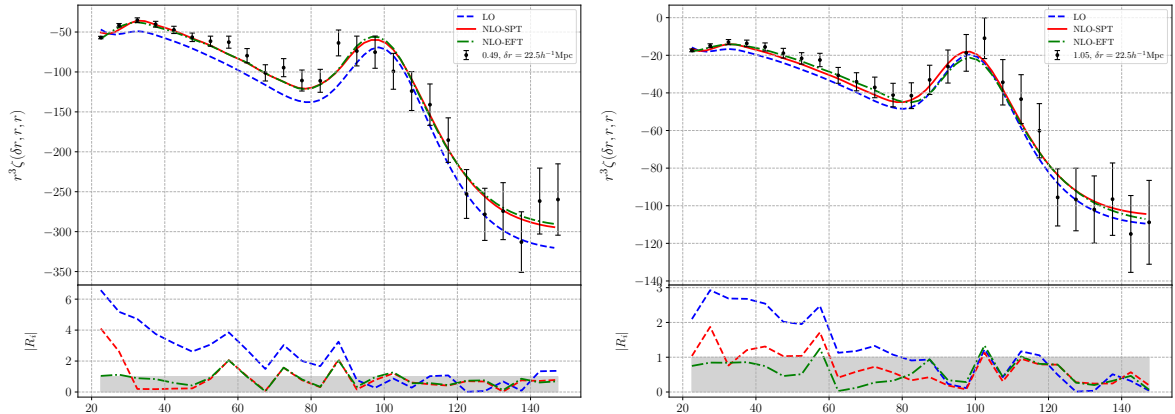 LO
NLO-SPT
NLO-EFT
0.49, δr = 22.5h⁻¹Mpc
r³ζ(δr, r, r)
−50
−100
−150
−200
−250
−300
−350
|Rᵢ|
6
4
2
0
20 40 60 80 100 120 140
LO
NLO-SPT
NLO-EFT
1.05, δr = 22.5h⁻¹Mpc
r³ζ(δr, r, r)
0
−20
−40
−60
−80
−100
−120
−140
|Rᵢ|
3
2
1
0
20 40 60 80 100 120 140